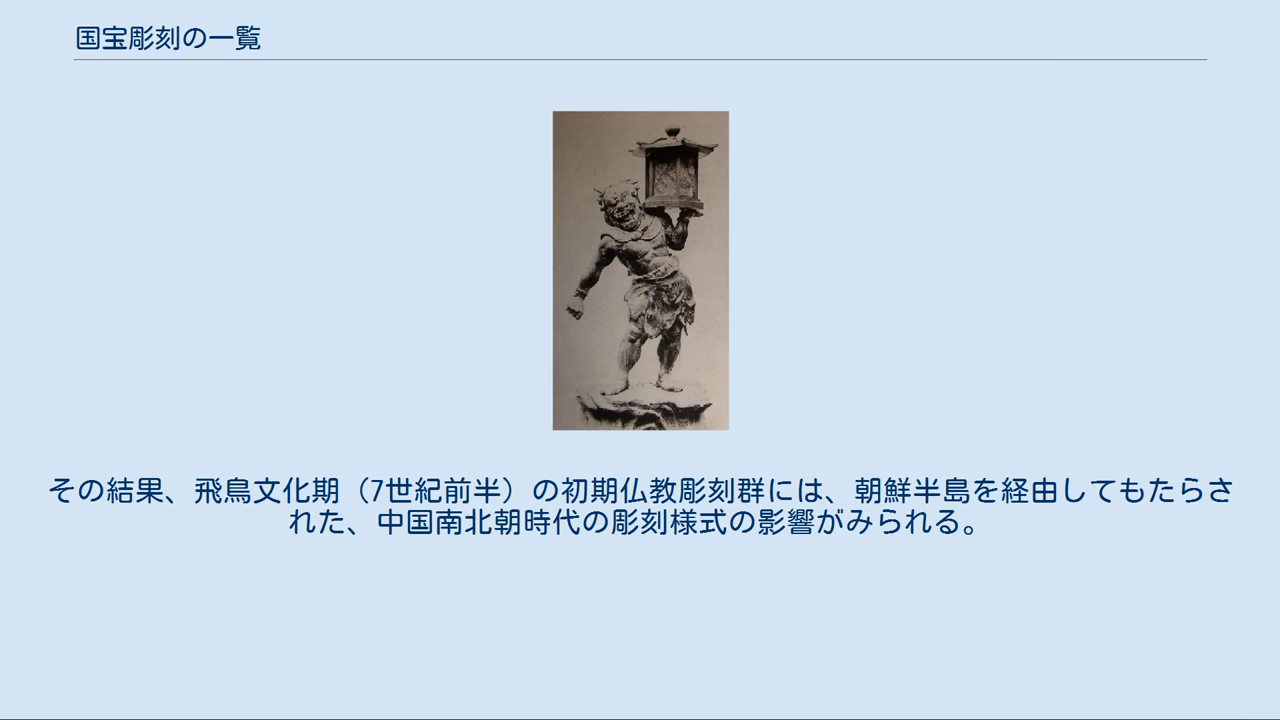 国宝彫刻の一覧
その結果、飛鳥文化期（7世紀前半）の初期仏教彫刻群には、朝鮮半島を経由してもたらさ
れた、中国南北朝時代の彫刻様式の影響がみられる。